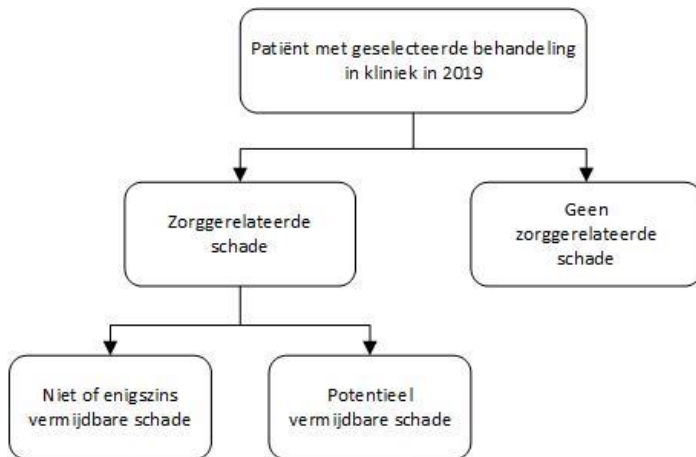 Patiënt met geselecteerde behandeling
in kliniek in 2019
Zorggerelateerde
schade
Geen
zorggerelateerde
schade
Niet of enigszins
vermijdbare schade
Potentieel
vermijdbare schade